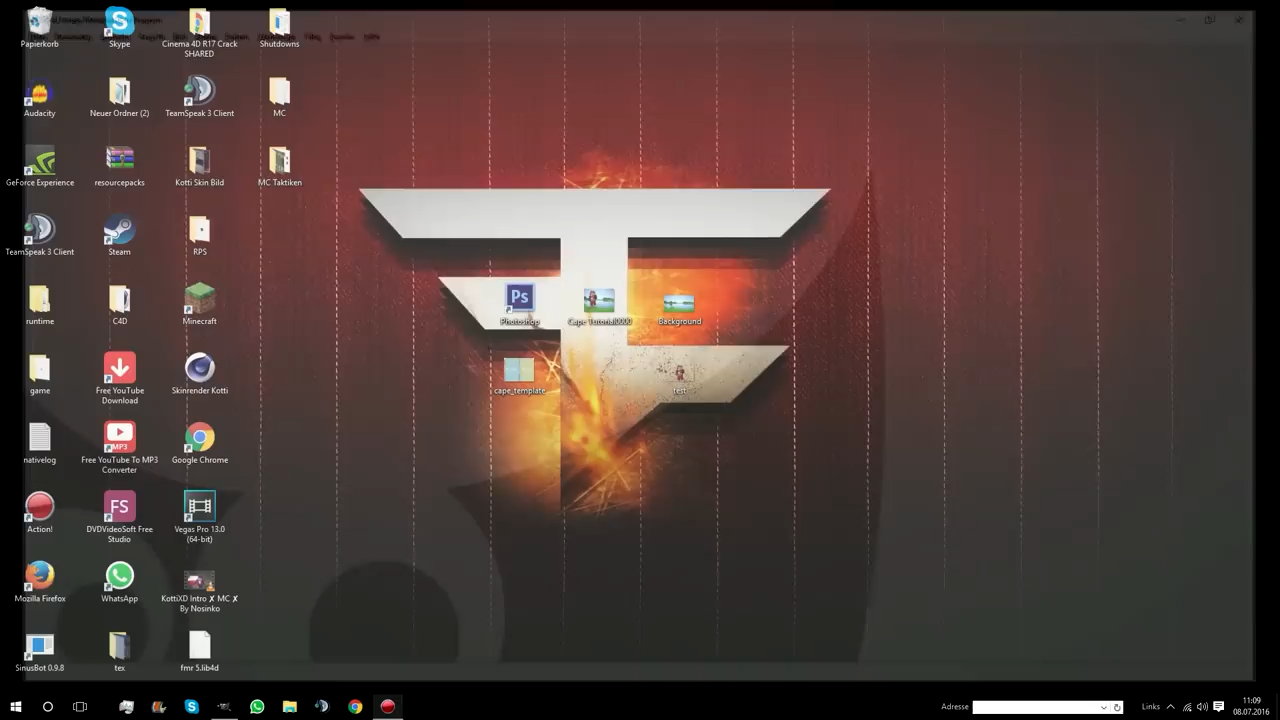 Papierkorb
Skype
Cinema 4D R17 Crack
SHARED
Shutdowns
Audacity
Neuer Ordner (2)
TeamSpeak 3 Client
MC
GeForce Experience
resourcepacks
Kotti Skin Bild
MC Taktiken
TeamSpeak 3 Client
Steam
RPS
runtime
C4D
Minecraft
Ps
Photoshop
Cape Tutorial0000
Background
game
Free YouTube
Download
Skinrender Kotti
cape_template
test
nativelog
MP3
Free YouTube To MP3
Converter
Google Chrome
Action!
FS
DVDVideoSoft Free
Studio
Vegas Pro 13.0
(64-bit)
Mozilla Firefox
WhatsApp
KottiXD Intro ✗ MC ✗
By Nosinko
SinusBot 0.9.8
tex
fmr 5.lib4d
Adresse
Links
11:09
08.07.2016